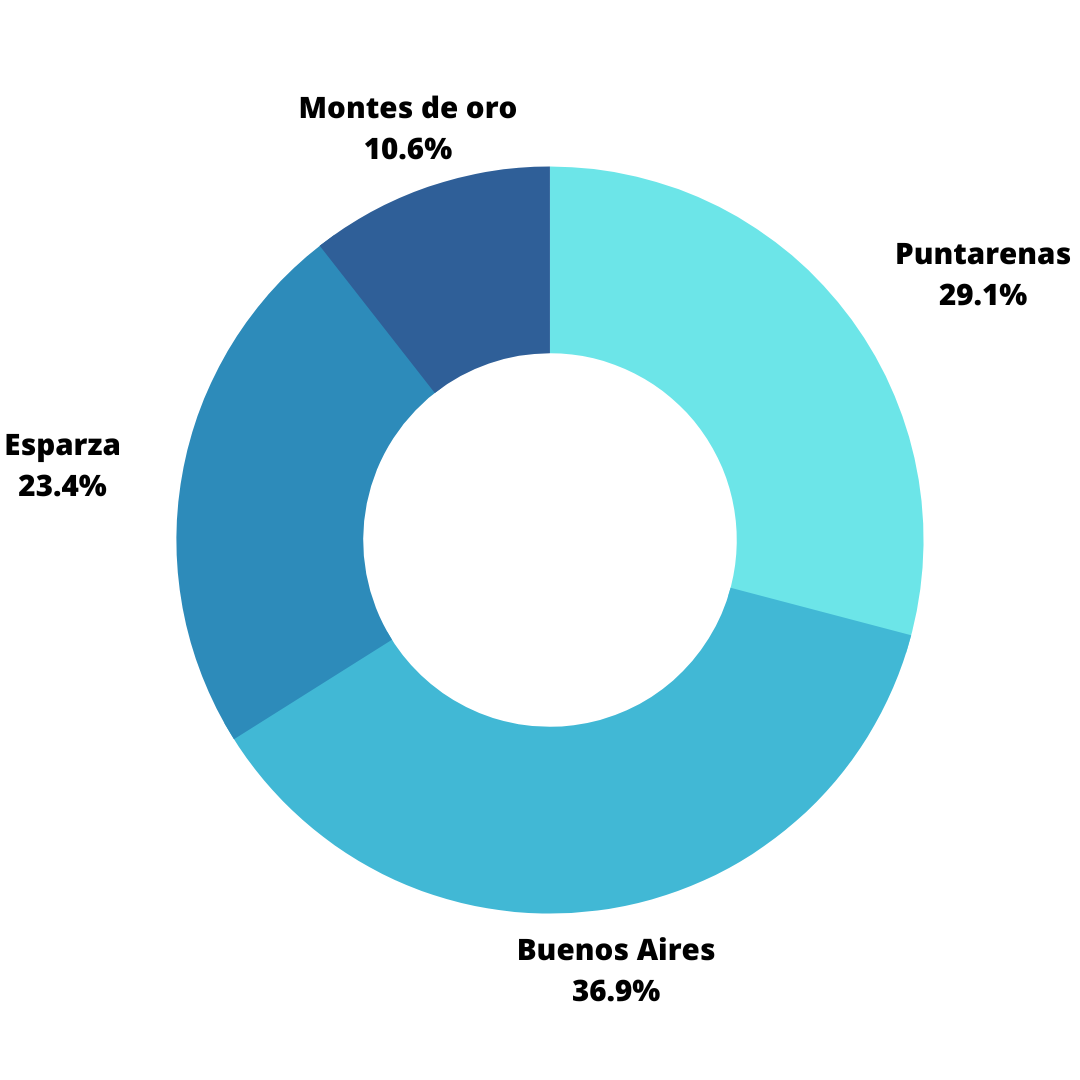 Montes de oro
10.6%
Puntarenas
29.1%
Esparza
23.4%
Buenos Aires
36.9%